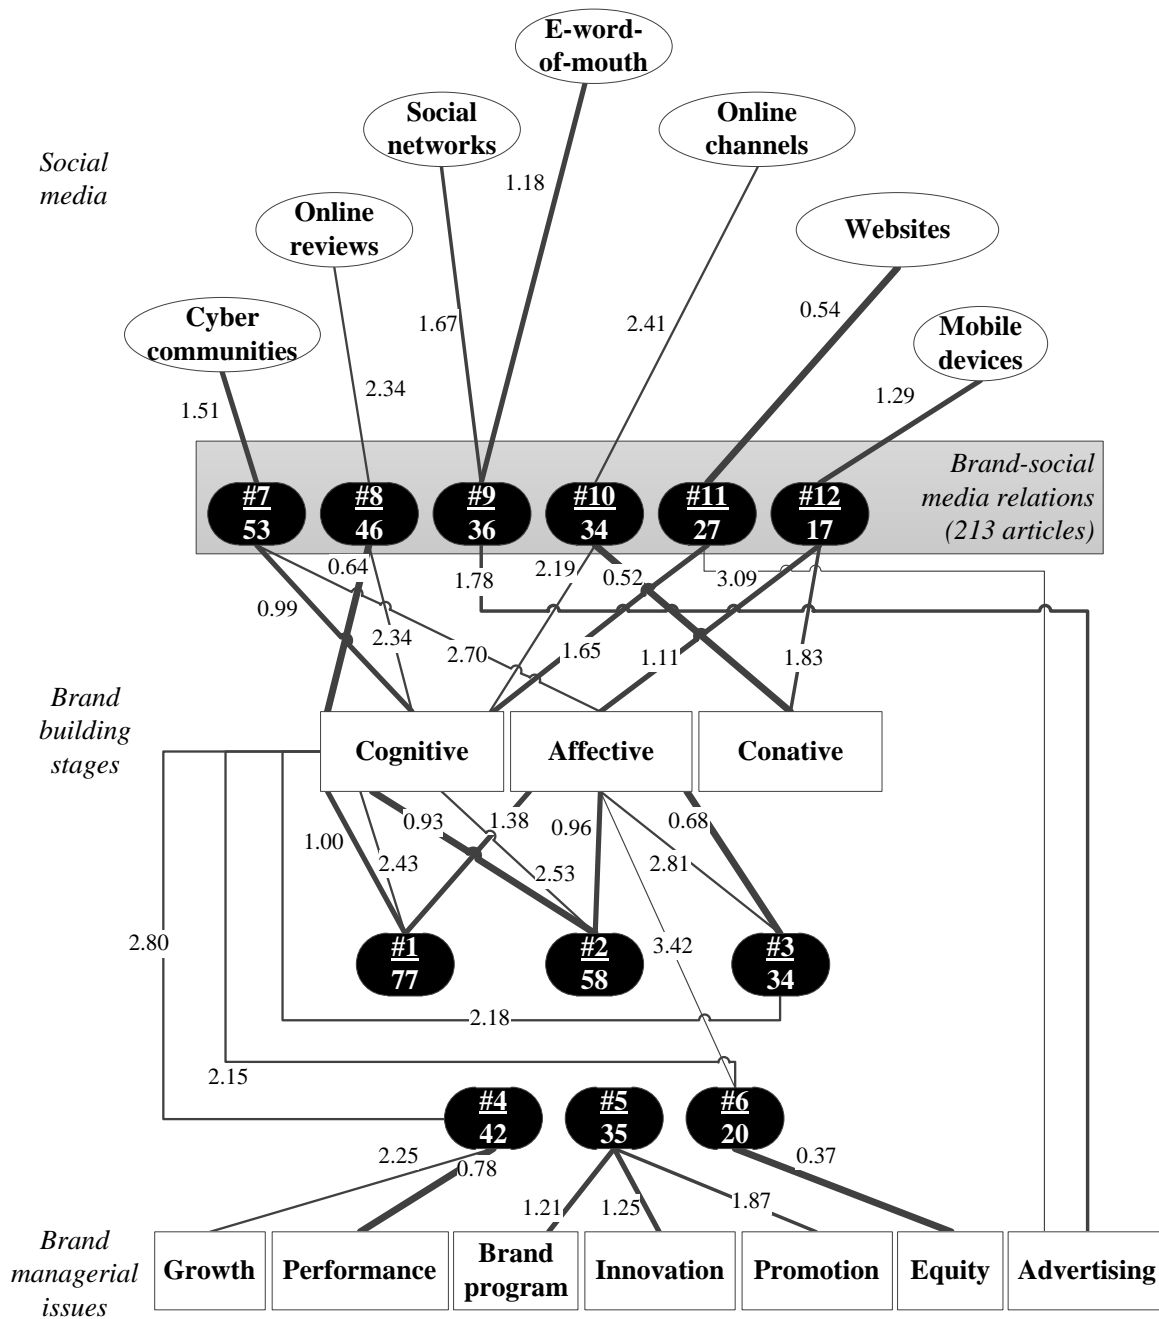 E-word-
of-mouth
Social
networks
Online
channels
Social
media
1.18
Online
reviews
Websites
1.67
2.41
0.54
Cyber
communities
Mobile
devices
1.51
2.34
1.29
Brand-social
media relations
(213 articles)
#7
53
#8
46
#9
36
#10
34
#11
27
#12
17
0.64
1.78
2.19
0.52
3.09
0.99
2.34
2.70
1.65
1.11
1.83
Brand
building
stages
Cognitive
Affective
Conative
1.00
0.93
2.43
1.38
2.53
0.96
0.68
2.81
2.80
3.42
#1
77
#2
58
#3
34
2.18
2.15
#4
42
#5
35
#6
20
2.25
0.78
1.21
1.25
1.87
0.37
Brand
managerial
issues
Growth
Performance
Brand
program
Innovation
Promotion
Equity
Advertising